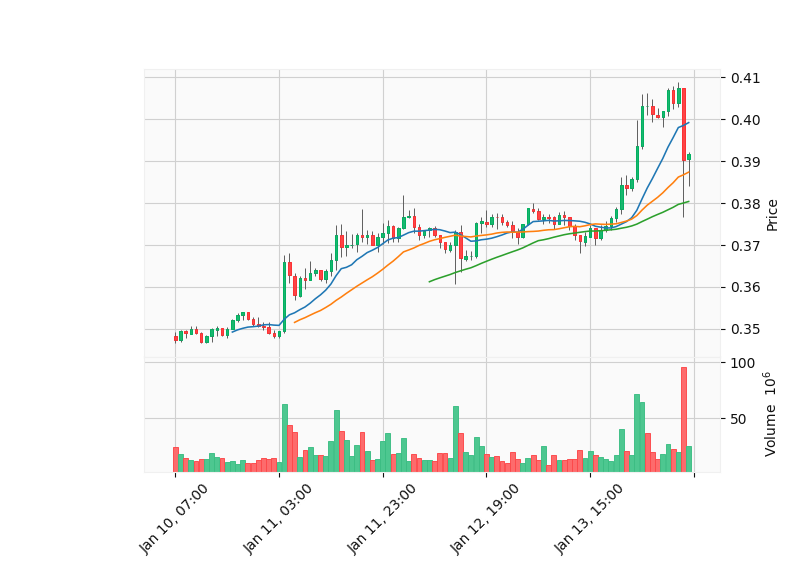 0.41
0.40
0.39
0.38
0.37
0.36
0.35
Price
100
50
Volume 10^6
Jan 10, 07:00
Jan 11, 03:00
Jan 11, 23:00
Jan 12, 19:00
Jan 13, 15:00